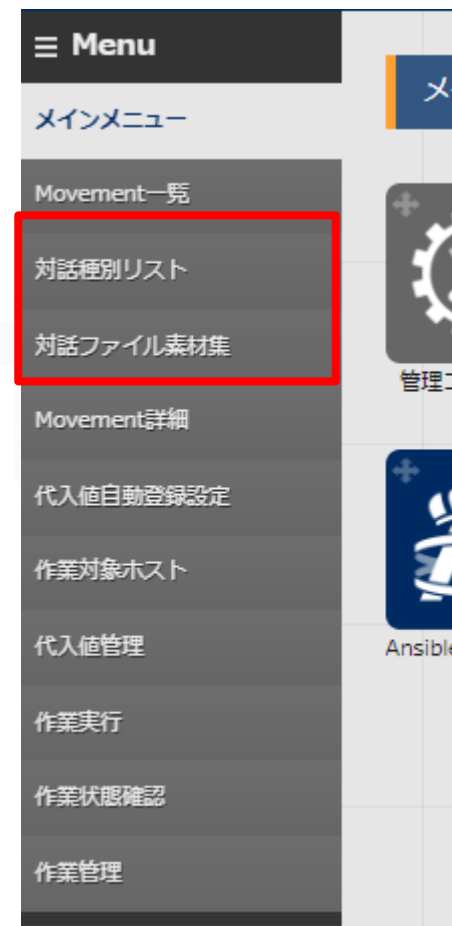 ≡ Menu
メインメニュー
Movement一覧
対話種別リスト
対話ファイル素材集
Movement詳細
代入値自動登録設定
作業対象ホスト
代入値管理
作業実行
作業状態確認
作業管理
メ
管理コ
Ansible